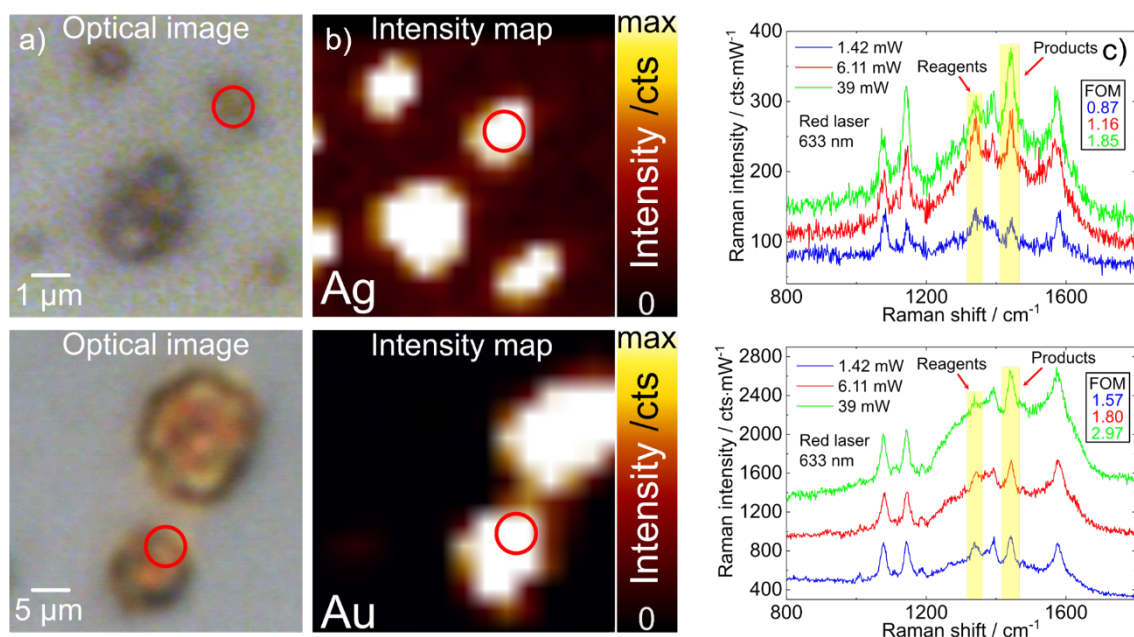 a) Optical image
1 μm
b) Intensity map
Ag
max
Intensity /cts
0
c)
400
300
200
100
800
1200
1600
Raman intensity / cts·mW⁻¹
Raman shift / cm⁻¹
1.42 mW
6.11 mW
39 mW
Red laser
633 nm
Reagents
Products
FOM
0.87
1.16
1.85
Optical image
5 μm
Intensity map
Au
max
Intensity /cts
0
2800
2400
2000
1600
1200
800
400
800
1200
1600
Raman intensity / cts·mW⁻¹
Raman shift / cm⁻¹
1.42 mW
6.11 mW
39 mW
Red laser
633 nm
Reagents
Products
FOM
1.57
1.80
2.97